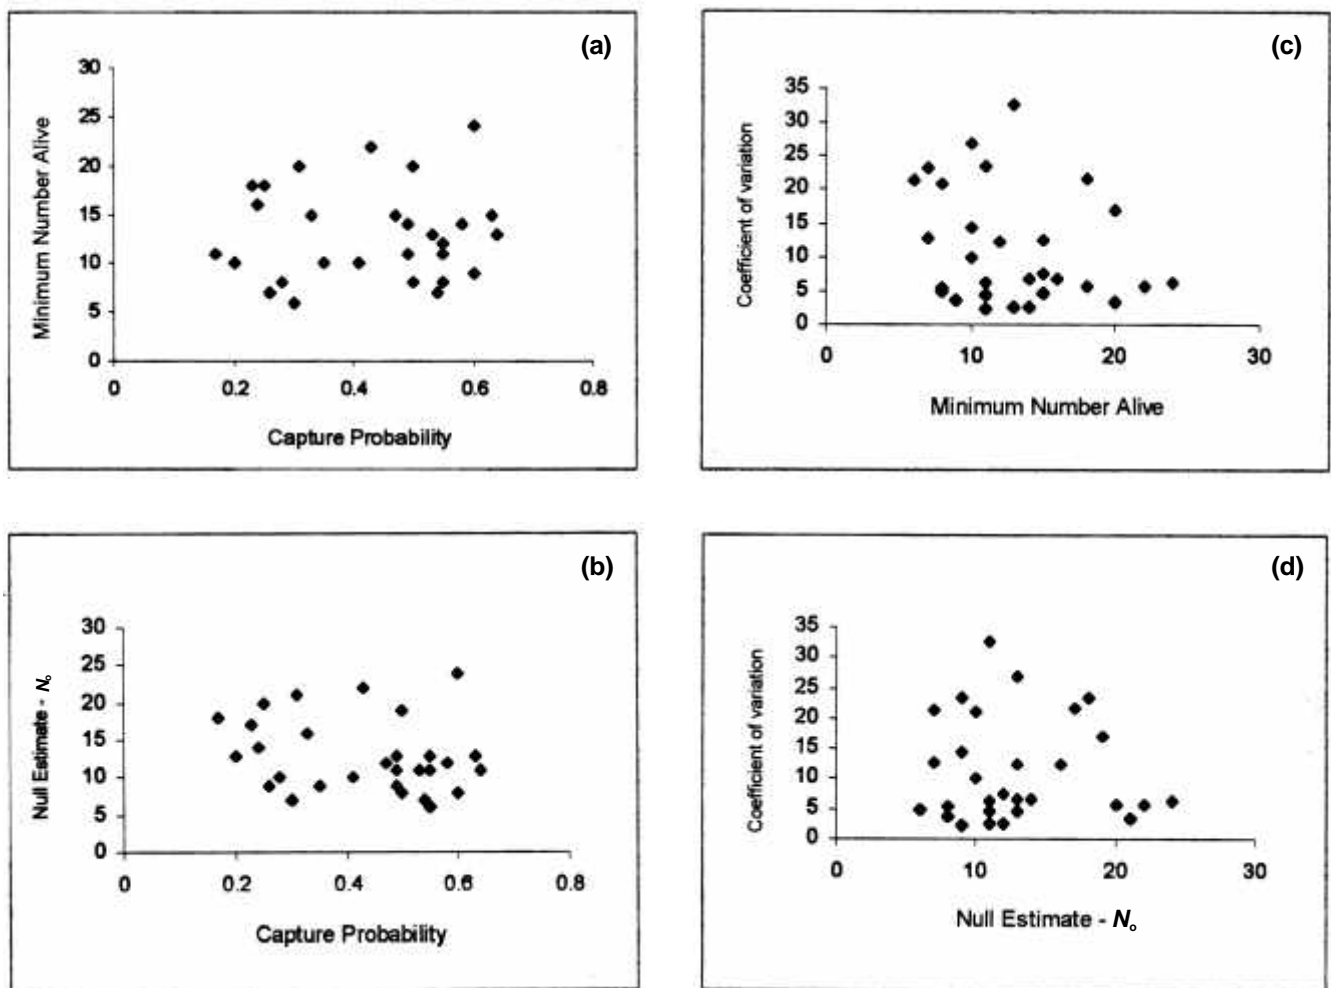 (a)
30
25
20
15
10
5
0
Minimum Number Alive
0 0.2 0.4 0.6 0.8
Capture Probability
(c)
35
30
25
20
15
10
5
0
Coefficient of variation
0 10 20 30
Minimum Number Alive
(b)
30
25
20
15
10
5
0
Null Estimate - No
0 0.2 0.4 0.6 0.8
Capture Probability
(d)
35
30
25
20
15
10
5
0
Coefficient of variation
0 10 20 30
Null Estimate - No